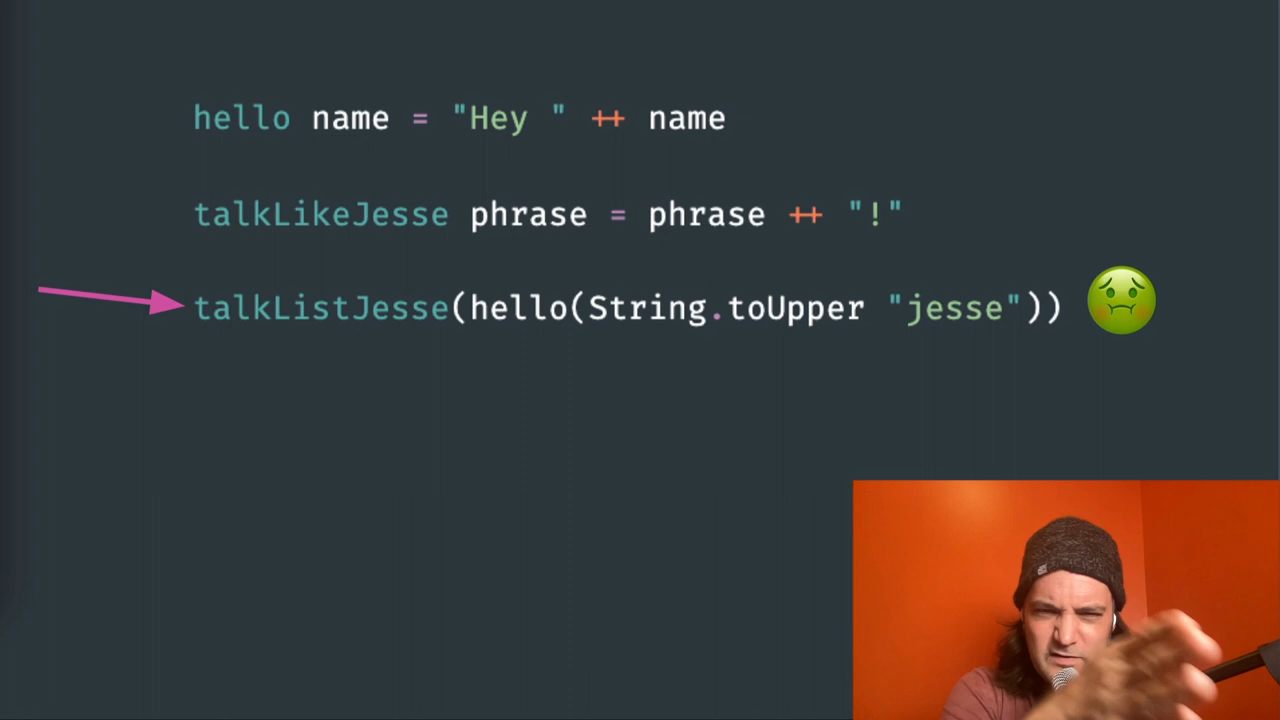 hello name = "Hey " ++ name
talkLikeJesse phrase = phrase ++ "!"
talkListJesse(hello(String.toUpper "jesse"))